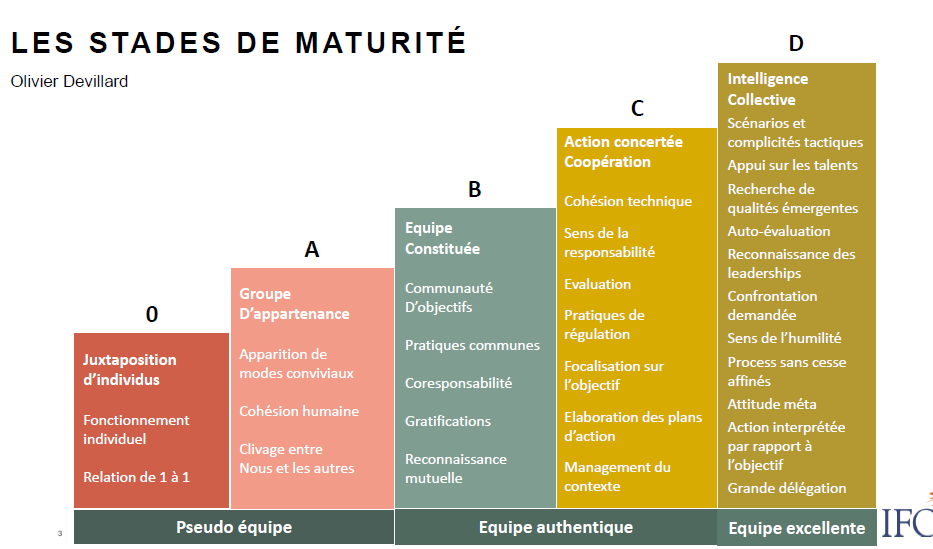 LES STADES DE MATURITÉ
Olivier Devillard
0
Juxtaposition
d'individus
Fonctionnement
individuel
Relation de 1 à 1
A
Groupe
D'appartenance
Apparition de
modes conviviaux
Cohésion humaine
Clivage entre
Nous et les autres
B
Equipe
Constituée
Communauté
D'objectifs
Pratiques communes
Coresponsabilité
Gratifications
Reconnaissance
mutuelle
C
Action concertée
Coopération
Cohésion technique
Sens de la
responsabilité
Evaluation
Pratiques de
régulation
Focalisation sur
l'objectif
Elaboration des plans
d'action
Management du
contexte
D
Intelligence
Collective
Scénarios et
complicités tactiques
Appui sur les talents
Recherche de
qualités émergentes
Auto-évaluation
Reconnaissance des
leaderships
Confrontation
demandée
Sens de l'humilité
Process sans cesse
affinés
Attitude méta
Action interprétée
par rapport à
l'objectif
Grande délégation
Pseudo équipe
Equipe authentique
Equipe excellente
3